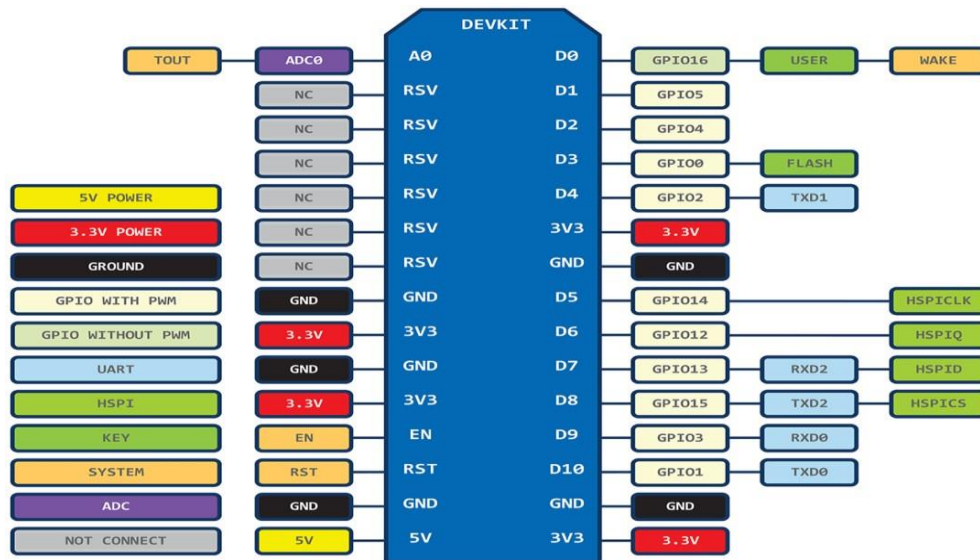 DEVKIT
TOUT ADC0 A0 D0 GPIO16 USER WAKE
NC RSV D1 GPIO5
NC RSV D2 GPIO4
NC RSV D3 GPIO0 FLASH
5V POWER NC RSV D4 GPIO2 TXD1
3.3V POWER NC RSV 3V3 3.3V
GROUND NC RSV GND GND
GPIO WITH PWM GND GND D5 GPIO14 HSPICLK
GPIO WITHOUT PWM 3.3V 3V3 D6 GPIO12 HSPIQ
UART GND GND D7 GPIO13 RXD2 HSPID
HSPI 3.3V 3V3 D8 GPIO15 TXD2 HSPICS
KEY EN EN D9 GPIO3 RXD0
SYSTEM RST RST D10 GPIO1 TXD0
ADC GND GND GND GND
NOT CONNECT 5V 5V 3V3 3.3V